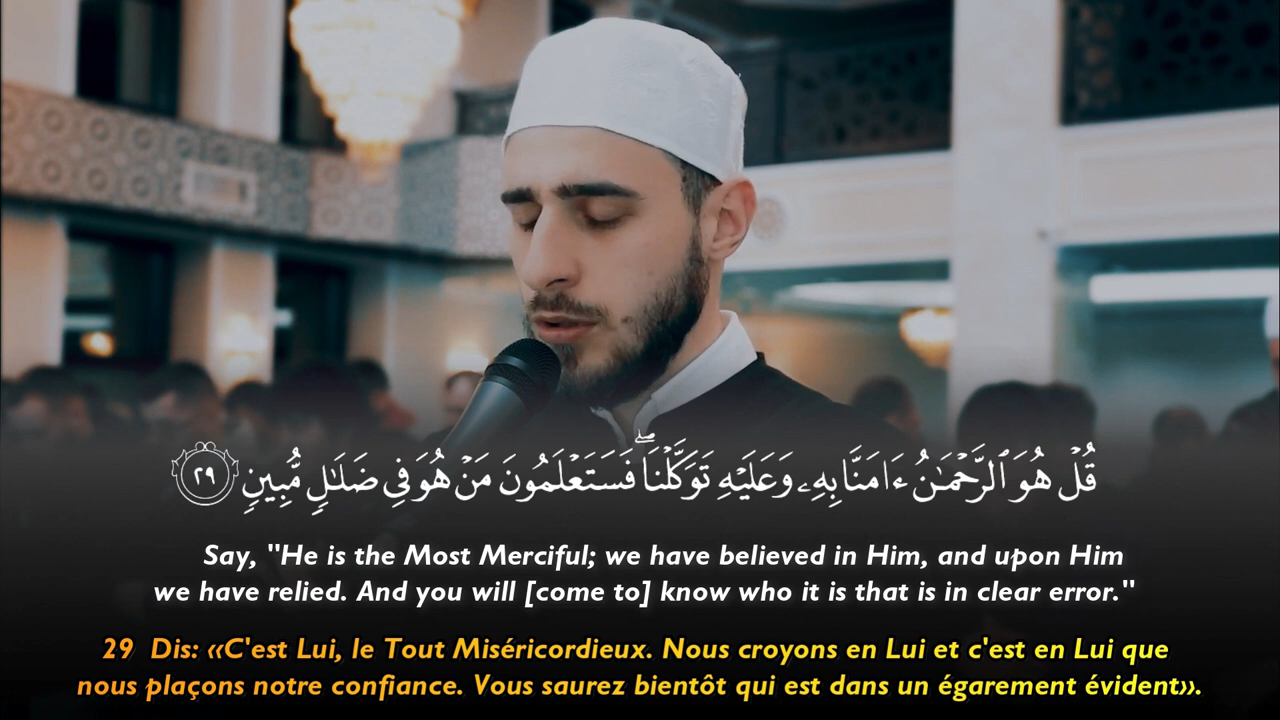 قُلْ هُوَ ٱلرَّحْمَـٰنُ ءَامَنَّا بِهِۦ وَعَلَيْهِ تَوَكَّلْنَا ۖ فَسَتَعْلَمُونَ مَنْ هُوَ فِى ضَلَـٰلٍ مُّبِينٍ ٢٩
Say, "He is the Most Merciful; we have believed in Him, and upon Him
we have relied. And you will [come to] know who it is that is in clear error."
29 Dis: «C'est Lui, le Tout Miséricordieux. Nous croyons en Lui et c'est en Lui que
nous plaçons notre confiance. Vous saurez bientôt qui est dans un égarement évident».